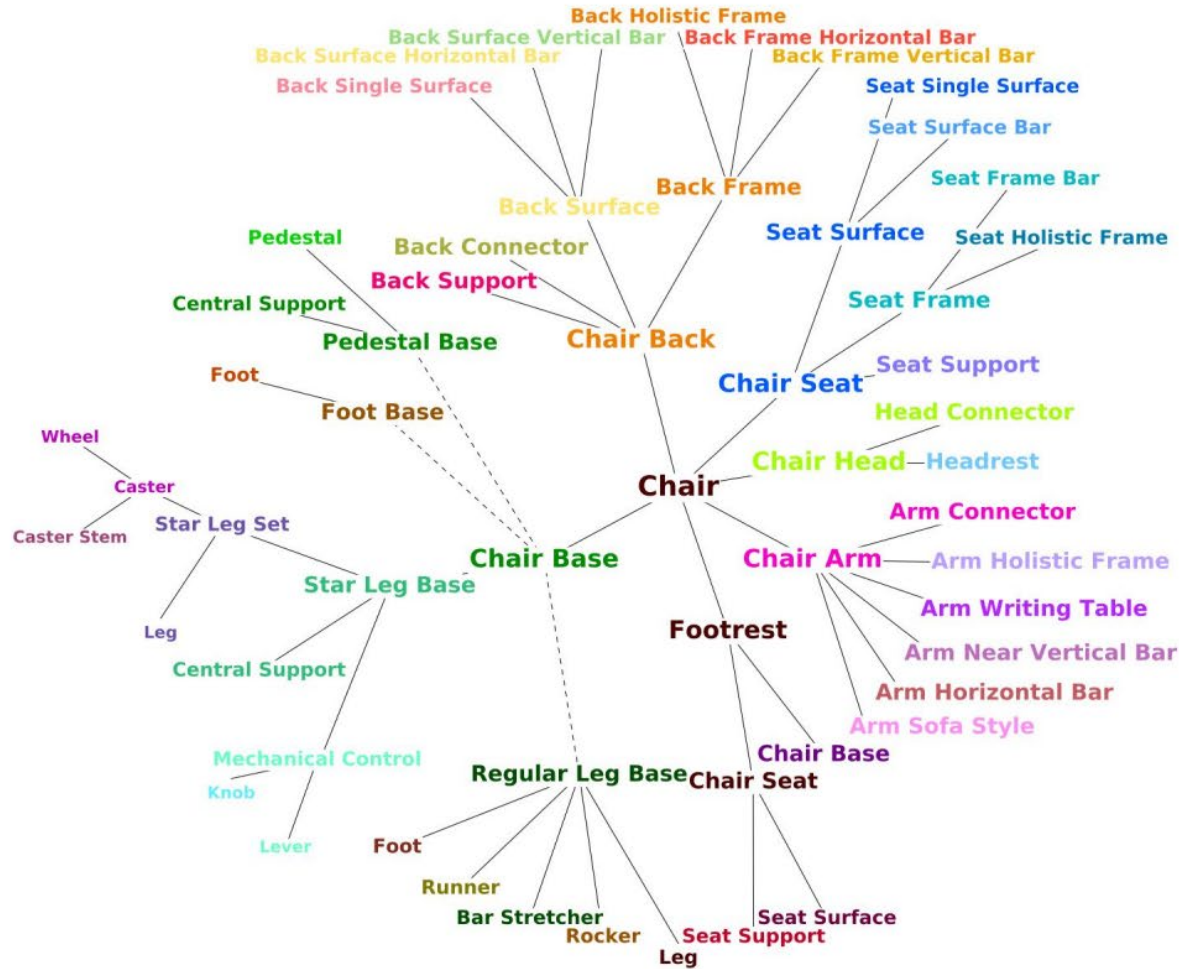 Back Holistic Frame
Back Surface Vertical Bar
Back Frame Horizontal Bar
Back Surface Horizontal Bar
Back Frame Vertical Bar
Back Single Surface
Seat Single Surface
Seat Surface Bar
Seat Frame Bar
Back Frame
Back Surface
Seat Surface
Pedestal
Seat Holistic Frame
Back Connector
Back Support
Seat Frame
Central Support
Pedestal Base
Chair Back
Seat Support
Foot
Chair Seat
Foot Base
Head Connector
Wheel
Chair Head
Headrest
Caster
Chair
Arm Connector
Star Leg Set
Caster Stem
Chair Base
Chair Arm
Arm Holistic Frame
Star Leg Base
Arm Writing Table
Leg
Footrest
Arm Near Vertical Bar
Central Support
Arm Horizontal Bar
Arm Sofa Style
Chair Base
Mechanical Control
Regular Leg Base
Chair Seat
Knob
Lever
Foot
Runner
Bar Stretcher
Seat Surface
Rocker
Seat Support
Leg